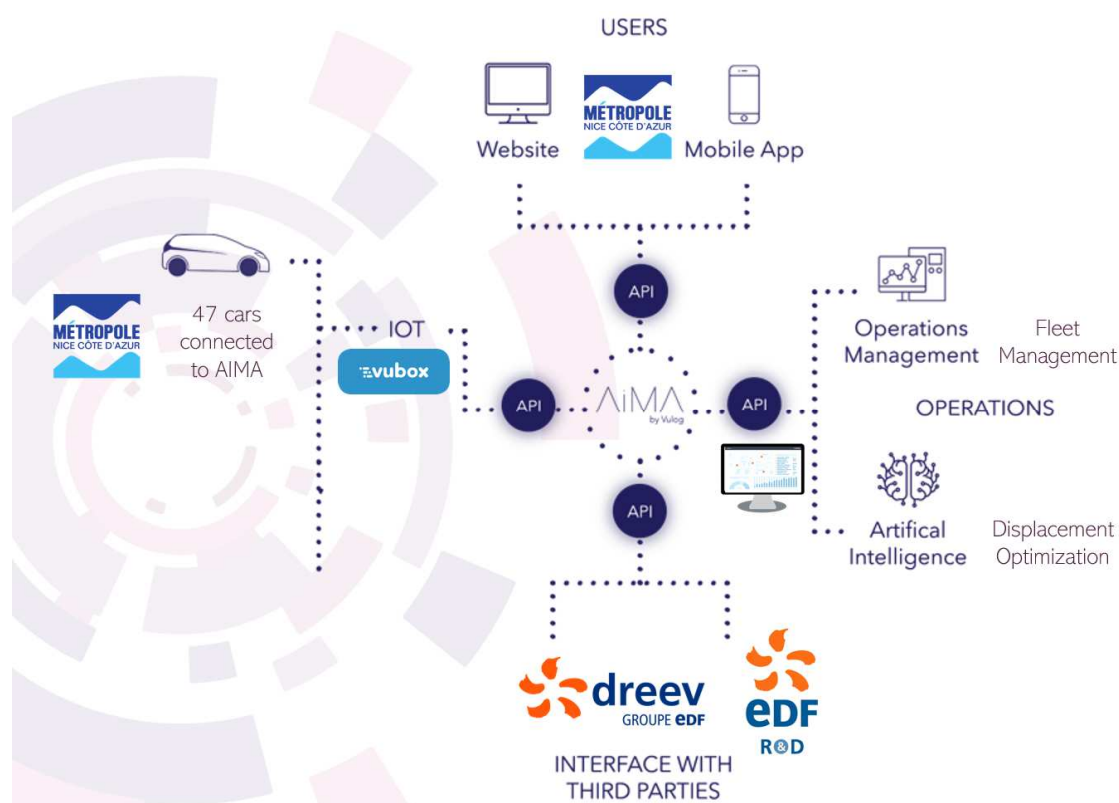 USERS
MÉTROPOLE
NICE CÔTE D'AZUR
Website
Mobile App
API
MÉTROPOLE
NICE CÔTE D'AZUR
47 cars
connected
to AIMA
IOT
vubox
API
AiMA
by Vulog
API
Operations
Management
Fleet
Management
OPERATIONS
Artifical
Intelligence
Displacement
Optimization
API
dreev
GROUPE eDF
eDF
R&D
INTERFACE WITH
THIRD PARTIES